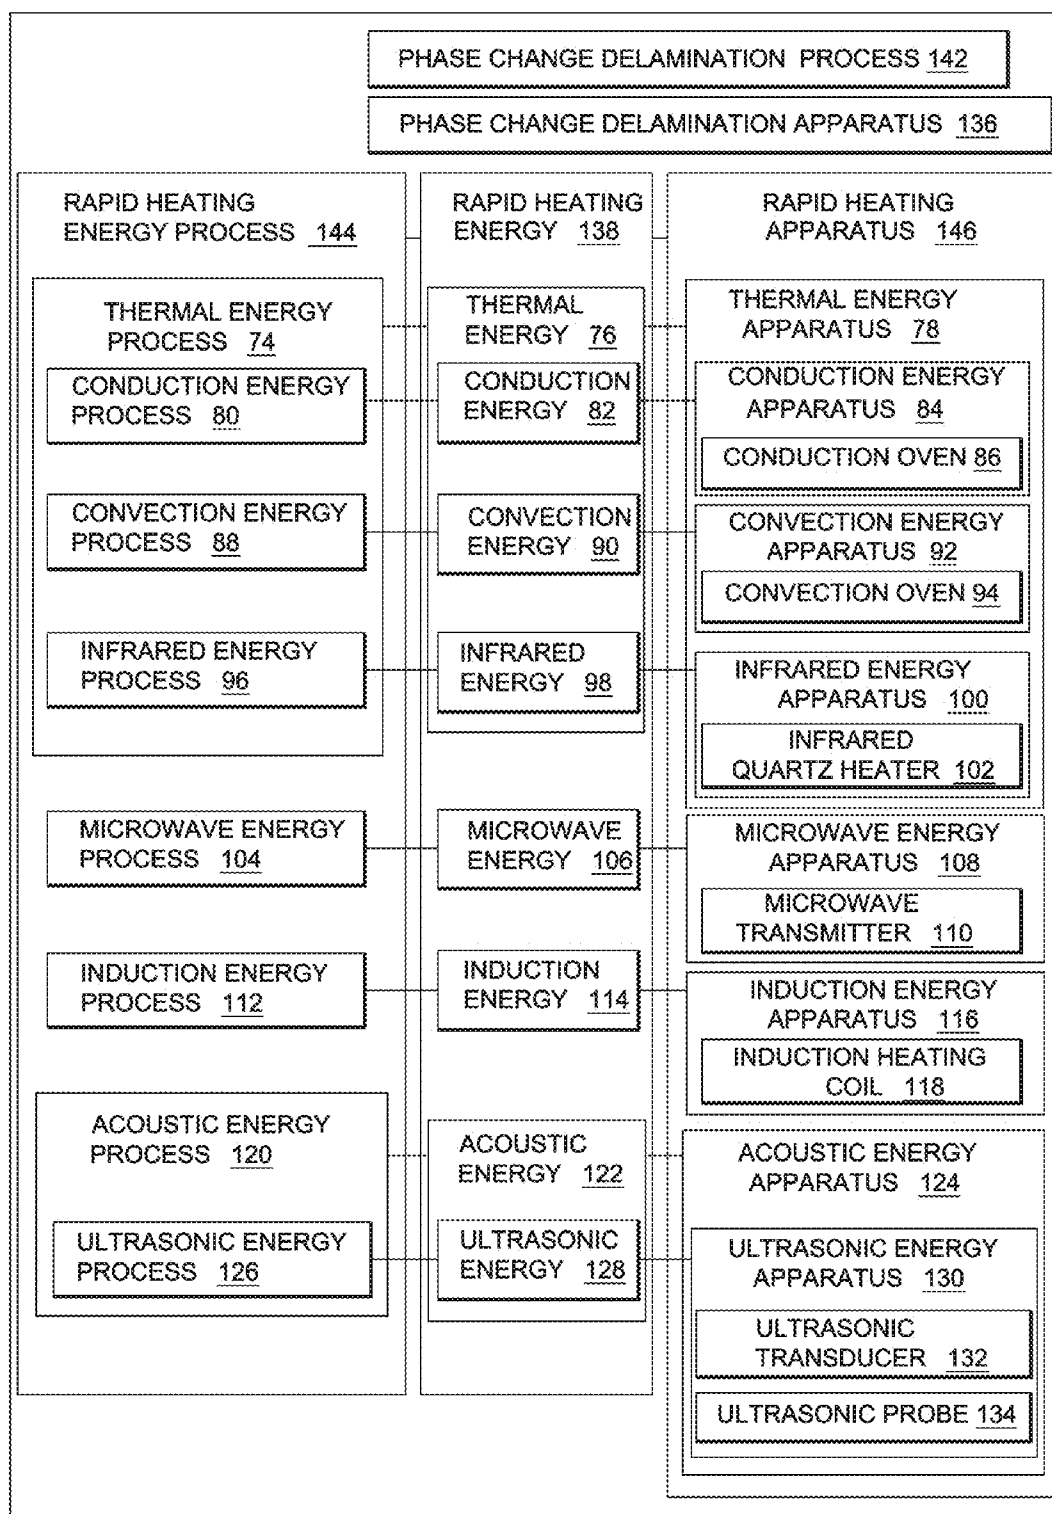 PHASE CHANGE DELAMINATION PROCESS 142
PHASE CHANGE DELAMINATION APPARATUS 136
RAPID HEATING
ENERGY PROCESS 144
THERMAL ENERGY
PROCESS 74
CONDUCTION ENERGY
PROCESS 80
CONVECTION ENERGY
PROCESS 88
INFRARED ENERGY
PROCESS 96
MICROWAVE ENERGY
PROCESS 104
INDUCTION ENERGY
PROCESS 112
ACOUSTIC ENERGY
PROCESS 120
ULTRASONIC ENERGY
PROCESS 126
RAPID HEATING
ENERGY 138
THERMAL
ENERGY 76
CONDUCTION
ENERGY 82
CONVECTION
ENERGY 90
INFRARED
ENERGY 98
MICROWAVE
ENERGY 106
INDUCTION
ENERGY 114
ACOUSTIC
ENERGY 122
ULTRASONIC
ENERGY 128
RAPID HEATING
APPARATUS 146
THERMAL ENERGY
APPARATUS 78
CONDUCTION ENERGY
APPARATUS 84
CONDUCTION OVEN 86
CONVECTION ENERGY
APPARATUS 92
CONVECTION OVEN 94
INFRARED ENERGY
APPARATUS 100
INFRARED
QUARTZ HEATER 102
MICROWAVE ENERGY
APPARATUS 108
MICROWAVE
TRANSMITTER 110
INDUCTION ENERGY
APPARATUS 116
INDUCTION HEATING
COIL 118
ACOUSTIC ENERGY
APPARATUS 124
ULTRASONIC ENERGY
APPARATUS 130
ULTRASONIC
TRANSDUCER 132
ULTRASONIC PROBE 134